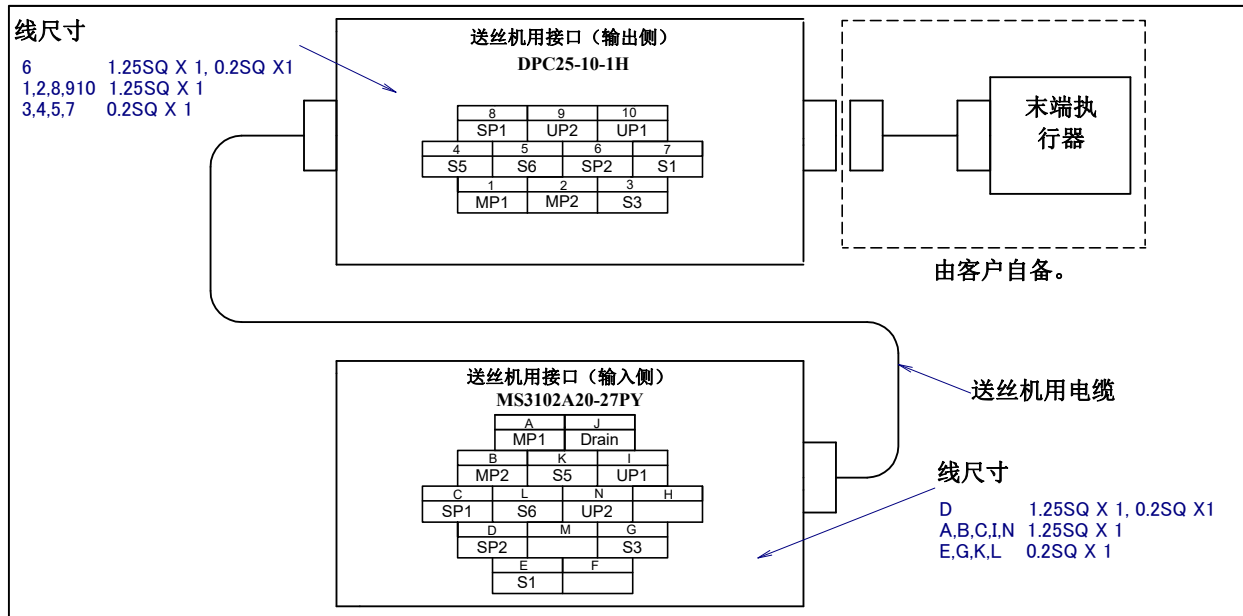 线尺寸
6 1.25SQ X 1, 0.2SQ X1
1,2,8,910 1.25SQ X 1
3,4,5,7 0.2SQ X 1
送丝机用接口（输出侧）
DPC25-10-1H
8 9 10
SP1 UP2 UP1
4 5 6 7
S5 S6 SP2 S1
1 2 3
MP1 MP2 S3
末端执
行器
由客户自备。
送丝机用接口（输入侧）
MS3102A20-27PY
A J
MP1 Drain
B K I
MP2 S5 UP1
C L N H
SP1 S6 UP2
D M G
SP2 S3
E F
S1
送丝机用电缆
线尺寸
D 1.25SQ X 1, 0.2SQ X1
A,B,C,I,N 1.25SQ X 1
E,G,K,L 0.2SQ X 1